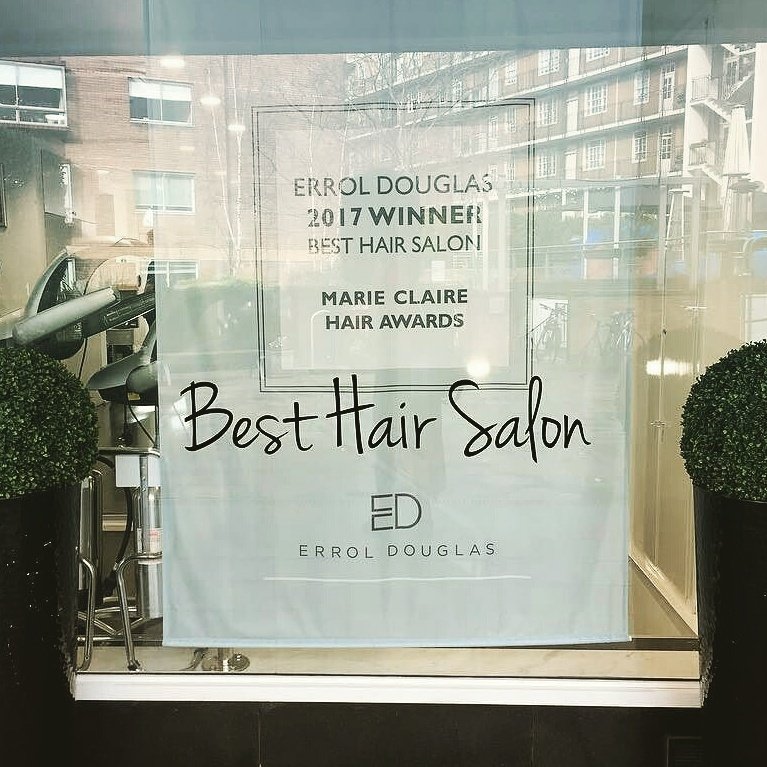 ERROL DOUGLAS
2017 WINNER
BEST HAIR SALON
MARIE CLAIRE
HAIR AWARDS
Best Hair Salon
ED
ERROL DOUGLAS